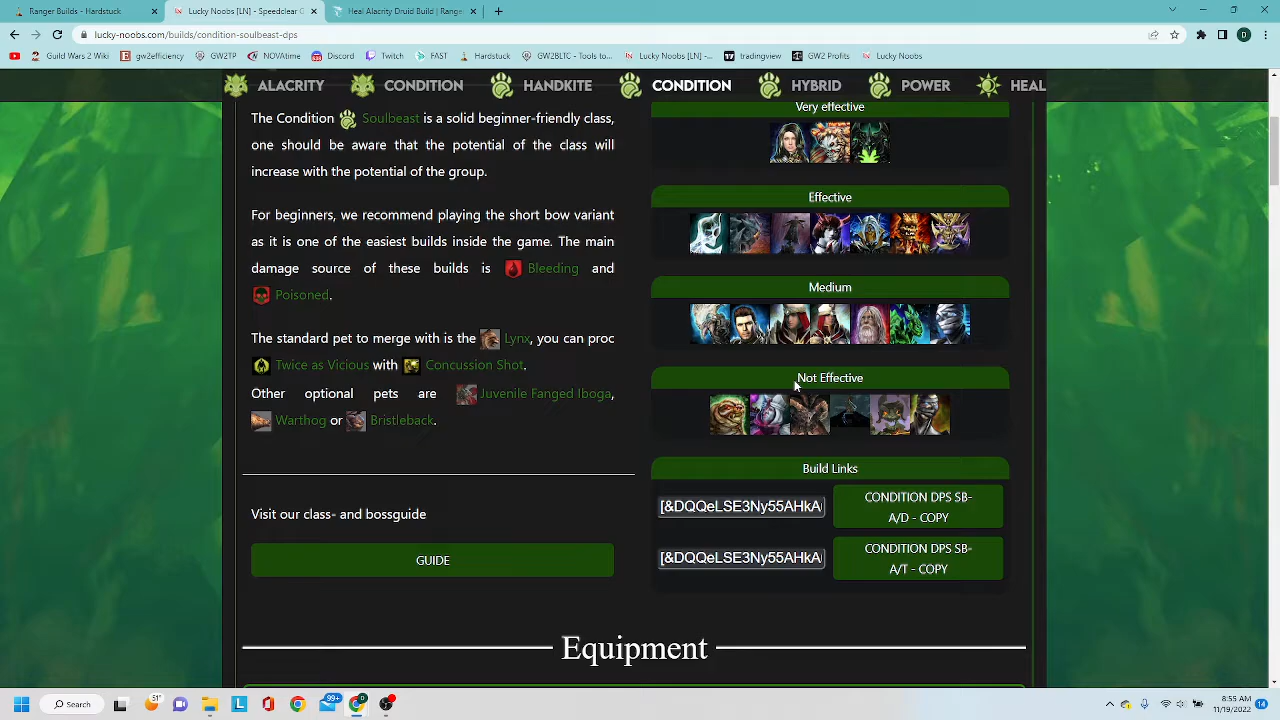 Ranger Builds - Hardstuck
Lucky Noobs [LN] - Speedclear G
Heal Alacrity Druid Build | Range
lucky-noobs.com/builds/condition-soulbeast-dps
Guild Wars 2 Wiki
gw2efficiency
GW2TP
NOVAtime
Discord
Twitch
FAST
Hardstuck
GW2BLTC - Tools to...
Lucky Noobs [LN] -...
tradingview
GW2 Profits
Lucky Noobs
ALACRITY
CONDITION
HANDKITE
CONDITION
HYBRID
POWER
HEAL
The Condition Soulbeast is a solid beginner-friendly class,
one should be aware that the potential of the class will
increase with the potential of the group.
For beginners, we recommend playing the short bow variant
as it is one of the easiest builds inside the game. The main
damage source of these builds is Bleeding and
Poisoned.
The standard pet to merge with is the Lynx, you can proc
Twice as Vicious with Concussion Shot.
Other optional pets are Juvenile Fanged Iboga,
Warthog or Bristleback.
Visit our class- and bossguide
GUIDE
Very effective
Effective
Medium
Not Effective
Build Links
CONDITION DPS SB-
A/D - COPY
CONDITION DPS SB-
A/T - COPY
Equipment
Search
99+
8:55 AM
11/19/2022